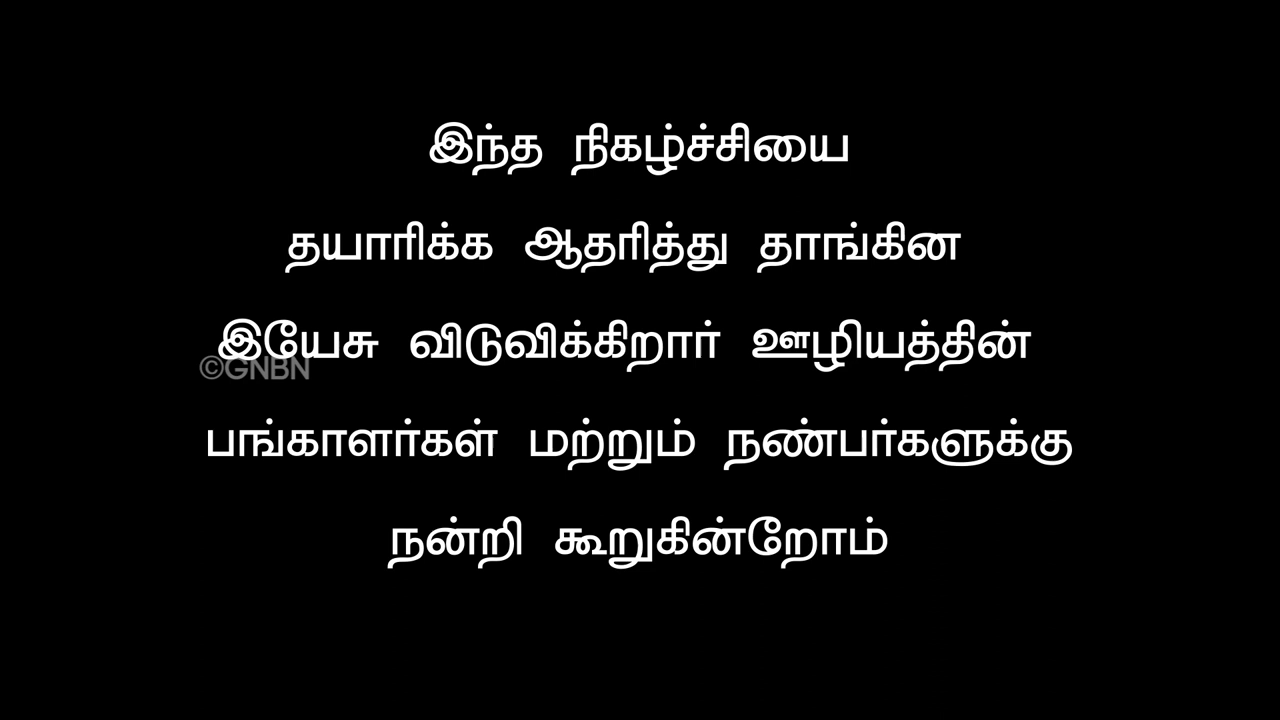 இந்த நிகழ்ச்சியை
தயாரிக்க ஆதரித்து தாங்கின
இயேசு விடுவிக்கிறார் ஊழியத்தின்
©GNBN
பங்காளர்கள் மற்றும் நண்பர்களுக்கு
நன்றி கூறுகின்றோம்